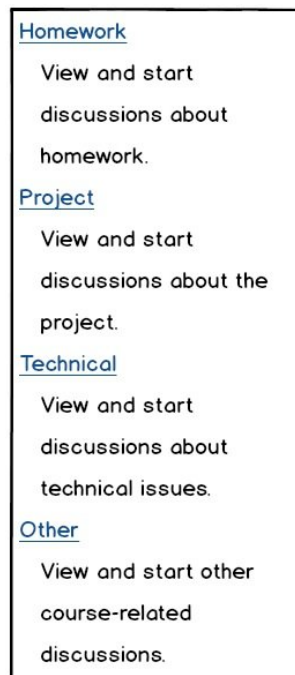 Homework
View and start
discussions about
homework.
Project
View and start
discussions about the
project.
Technical
View and start
discussions about
technical issues.
Other
View and start other
course-related
discussions.